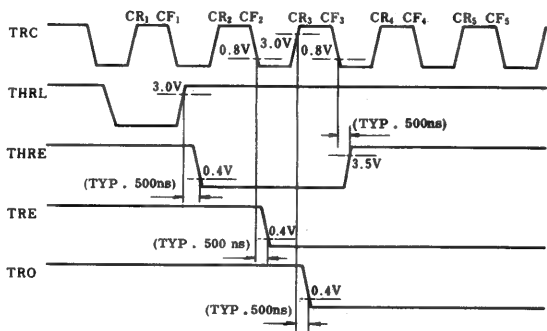 CR₁ CF₁ CR₂ CF₂ CR₃ CF₃ CR₄ CF₄ CR₅ CF₅
TRC
0.8V 3.0V 0.8V
THRL
3.0V
(TYP. 500ns)
THRE
0.4V 3.5V
(TYP. 500ns)
TRE
0.4V
(TYP. 500 ns)
TRO
0.4V
(TYP. 500ns)